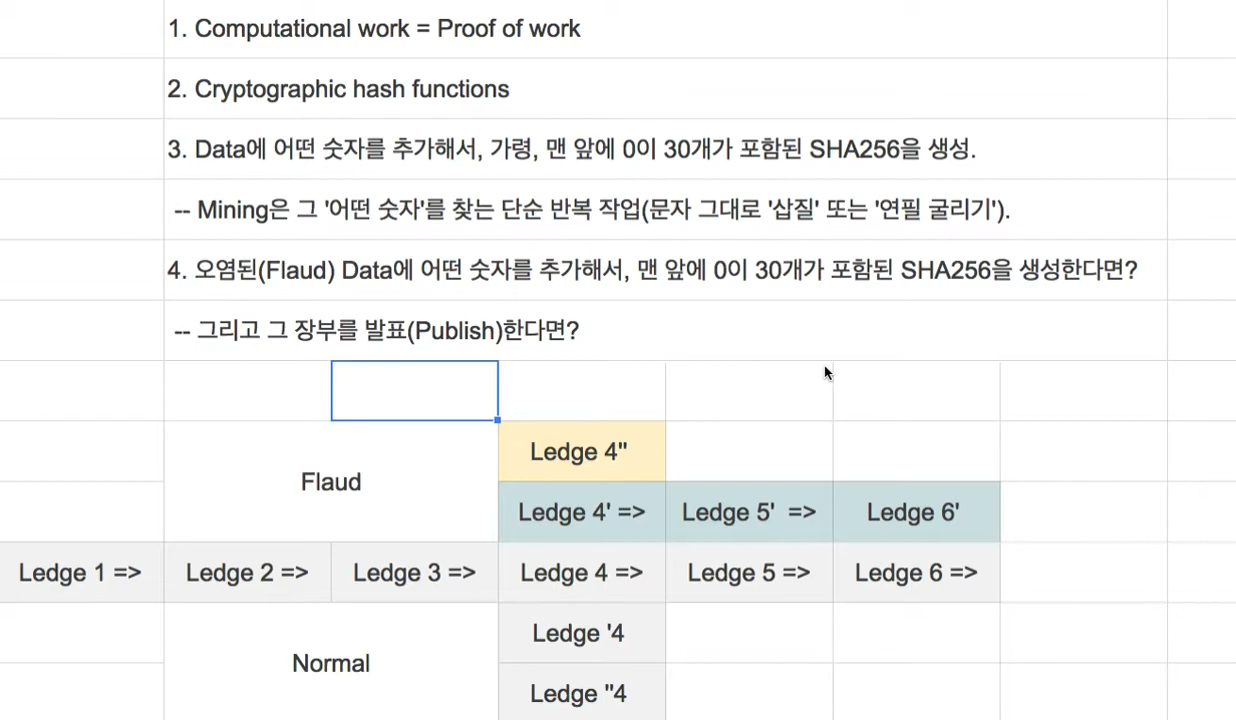 1. Computational work = Proof of work
2. Cryptographic hash functions
3. Data에 어떤 숫자를 추가해서, 가령, 맨 앞에 0이 30개가 포함된 SHA256을 생성.
-- Mining은 그 '어떤 숫자'를 찾는 단순 반복 작업(문자 그대로 '삽질' 또는 '연필 굴리기').
4. 오염된(Flaud) Data에 어떤 숫자를 추가해서, 맨 앞에 0이 30개가 포함된 SHA256을 생성한다면?
-- 그리고 그 장부를 발표(Publish)한다면?
Ledge 4"
Flaud
Ledge 4' => Ledge 5' => Ledge 6'
Ledge 1 => Ledge 2 => Ledge 3 => Ledge 4 => Ledge 5 => Ledge 6 =>
Ledge '4
Normal
Ledge "4